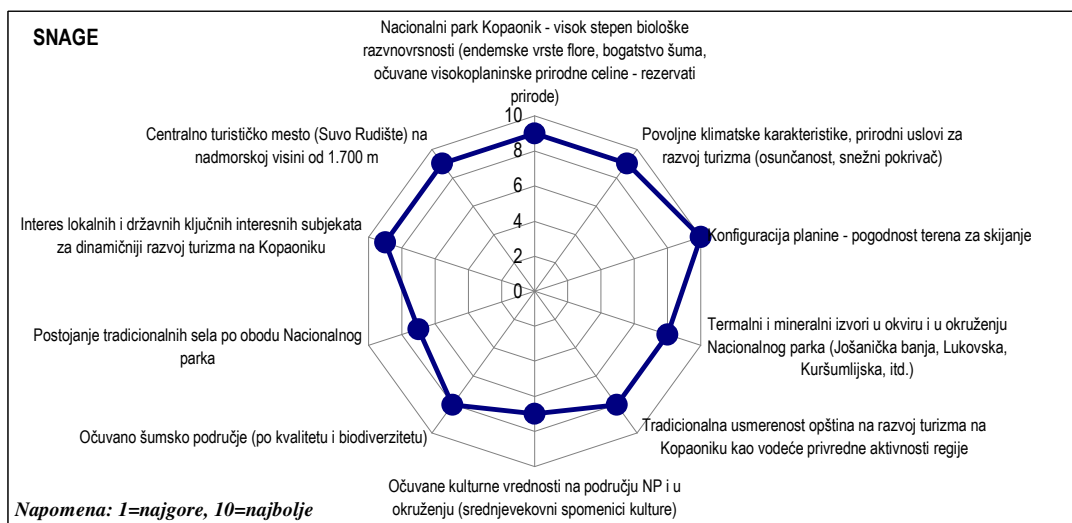 SNAGE
Nacionalni park Kopaonik - visok stepen biološke
razvnovrsnosti (endemske vrste flore, bogatstvo šuma,
očuvane visokoplaninske prirodne celine - rezervati
prirode)
Povoljne klimatske karakteristike, prirodni uslovi za
razvoj turizma (osunčanost, snežni pokrivač)
Konfiguracija planine - pogodnost terena za skijanje
Termalni i mineralni izvori u okviru i u okruženju
Nacionalnog parka (Jošanička banja, Lukovska,
Kuršumlijska, itd.)
Tradicionalna usmerenost opština na razvoj turizma na
Kopaoniku kao vodeće privredne aktivnosti regije
Očuvane kulturne vrednosti na području NP i u
okruženju (srednjevekovni spomenici kulture)
Očuvano šumsko područje (po kvalitetu i biodiverzitetu)
Postojanje tradicionalnih sela po obodu Nacionalnog
parka
Interes lokalnih i državnih ključnih interesnih subjekata
za dinamičniji razvoj turizma na Kopaoniku
Centralno turističko mesto (Suvo Rudište) na
nadmorskoj visini od 1.700 m
10
8
6
4
2
0
Napomena: 1=najgore, 10=najbolje